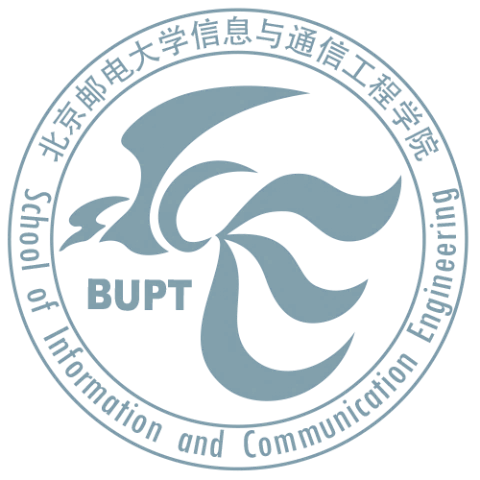 北京邮电大学信息与通信工程学院
BUPT
School of Information and Communication Engineering